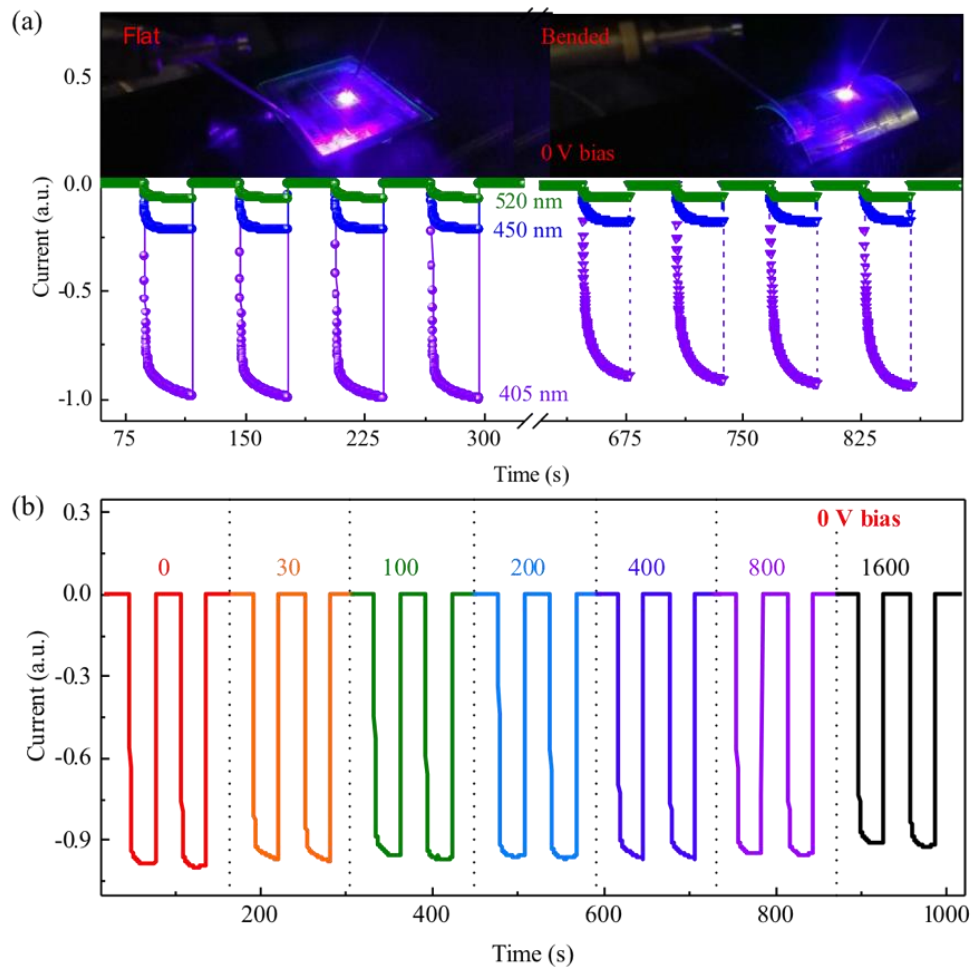 (a)
Flat
Bended
0 V bias
0.5
0.0
-0.5
-1.0
Current (a.u.)
520 nm
450 nm
405 nm
75 150 225 300 675 750 825
Time (s)
(b)
0 V bias
0 30 100 200 400 800 1600
0.3
0.0
-0.3
-0.6
-0.9
Current (a.u.)
200 400 600 800 1000
Time (s)